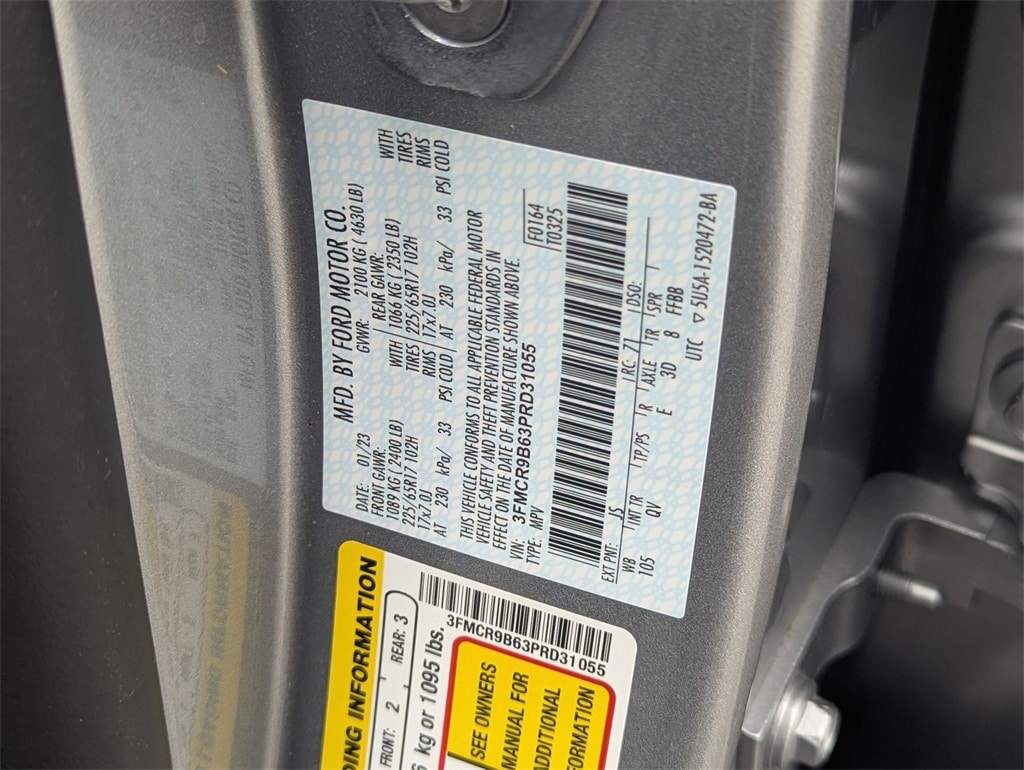 MFD. BY FORD MOTOR CO.
DATE: 01/23 GVWR: 2100 KG ( 4630 LB)
FRONT GAWR: REAR GAWR:
1089 KG ( 2400 LB) WITH 1066 KG ( 2350 LB) WITH
225/65R17 102H TIRES 225/65R17 102H TIRES
17x7.0J RIMS 17x7.0J RIMS
AT 230 kPa/ 33 PSI COLD AT 230 kPa/ 33 PSI COLD
THIS VEHICLE CONFORMS TO ALL APPLICABLE FEDERAL MOTOR
VEHICLE SAFETY AND THEFT PREVENTION STANDARDS IN
EFFECT ON THE DATE OF MANUFACTURE SHOWN ABOVE.
VIN: 3FMCR9B63PRD31055
TYPE: MPV
F0164
T0325
EXT PNT: JS RC: 71 DSO:
WB INT TR TP/PS R AXLE TR SPR
105 QV E 3D 8 FFBB
UTC 5U5A-1520472-BA
DING INFORMATION
FRONT: 2 REAR: 3
kg or 1095 lbs.
3FMCR9B63PRD31055
SEE OWNERS
MANUAL FOR
ADDITIONAL
FORMATION